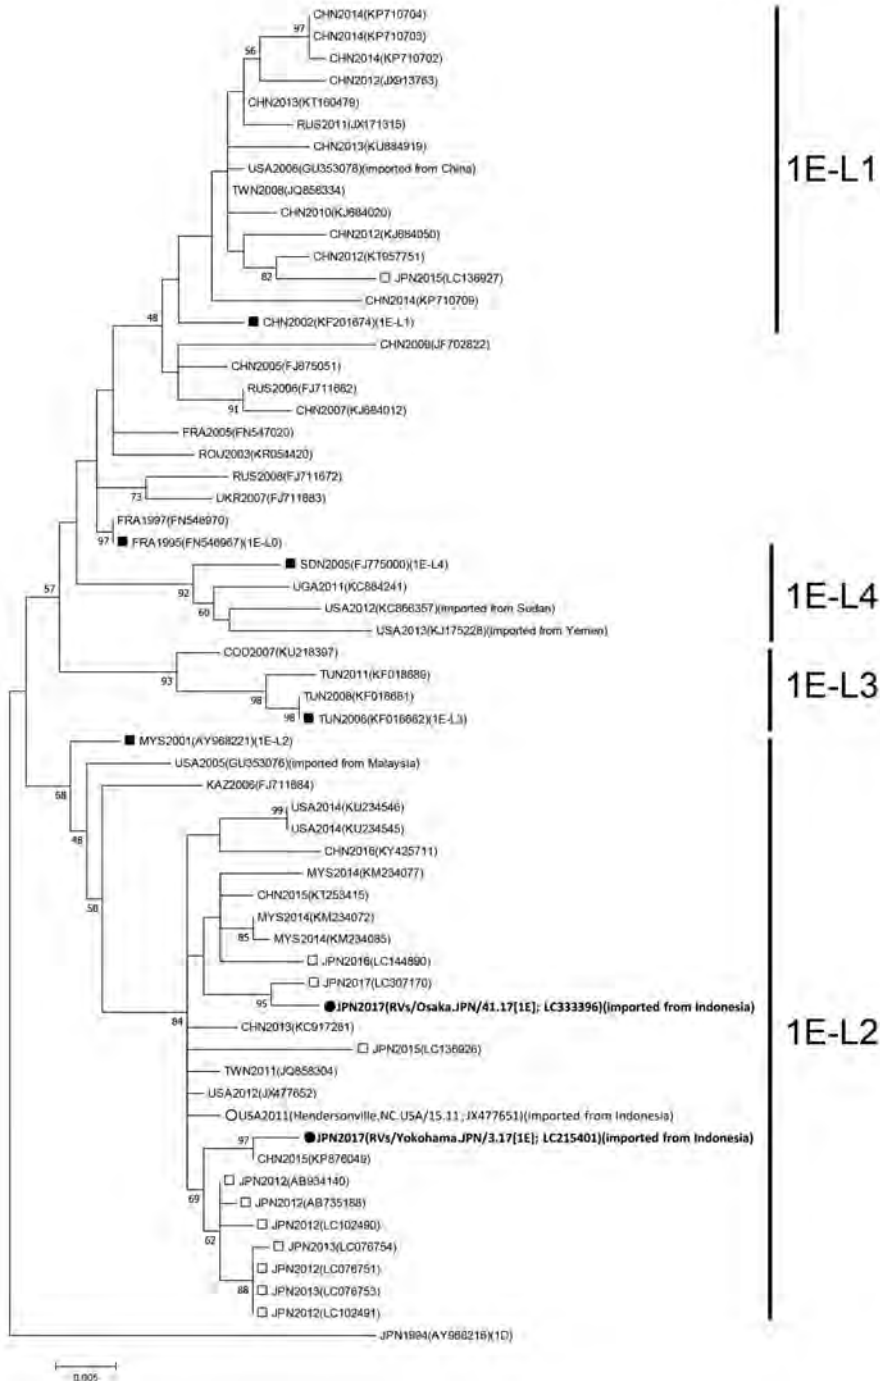 CHN2014(KP710704)
97
CHN2014(KP710703)
56
CHN2014(KP710702)
CHN2012(JX913763)
CHN2013(KT160479)
RUS2011(JX171315)
CHN2013(KU884919)
1E-L1
USA2006(GU353078)(imported from China)
TWN2008(JQ858334)
CHN2010(KJ684020)
CHN2012(KJ684050)
CHN2012(KT957751)
82
JPN2015(LC136927)
CHN2014(KP710709)
48
CHN2002(KF201674)(1E-L1)
CHN2008(JF702822)
CHN2005(FJ875051)
RUS2006(FJ711682)
91
CHN2007(KJ684012)
FRA2005(FN547020)
ROU2003(KR054420)
RUS2008(FJ711672)
73
UKR2007(FJ711683)
FRA1997(FN546970)
97
FRA1995(FN546967)(1E-L0)
SDN2005(FJ775000)(1E-L4)
57
92
UGA2011(KC884241)
1E-L4
60
USA2012(KC866357)(imported from Sudan)
USA2013(KJ175228)(imported from Yemen)
COD2007(KU218397)
93
TUN2011(KF018689)
1E-L3
98
TUN2008(KF018681)
98
TUN2006(KF016662)(1E-L3)
MYS2001(AY968221)(1E-L2)
USA2005(GU353076)(imported from Malaysia)
68
KAZ2006(FJ711884)
99
USA2014(KU234546)
USA2014(KU234545)
48
CHN2016(KY425711)
MYS2014(KM234077)
CHN2015(KT253415)
58
MYS2014(KM234072)
85
MYS2014(KM234085)
JPN2016(LC144890)
JPN2017(LC307170)
95
JPN2017(RVs/Osaka.JPN/41.17[1E]; LC333396)(imported from Indonesia)
84
CHN2013(KC917281)
1E-L2
JPN2015(LC136926)
TWN2011(JQ858304)
USA2012(JX477652)
USA2011(Hendersonville.NC.USA/15.11; JX477651)(imported from Indonesia)
97
JPN2017(RVs/Yokohama.JPN/3.17[1E]; LC215401)(imported from Indonesia)
CHN2015(KP876049)
69
JPN2012(AB934140)
JPN2012(AB735188)
62
JPN2012(LC102490)
JPN2013(LC076754)
JPN2012(LC076751)
88
JPN2013(LC076753)
JPN2012(LC102491)
JPN1994(AY968216)(1D)
0.005